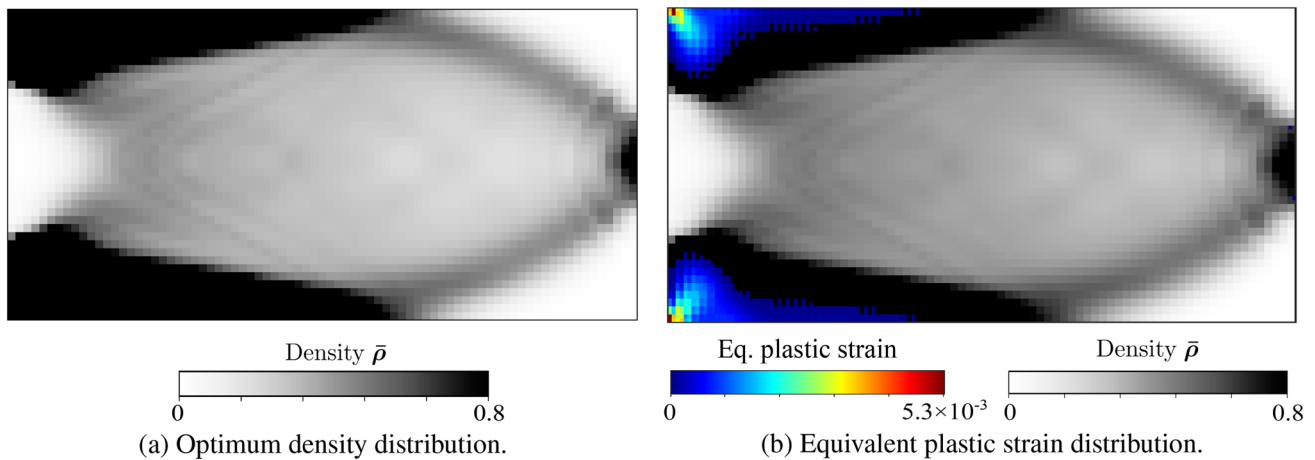 Density ρ̄
0 0.8
(a) Optimum density distribution.
Eq. plastic strain Density ρ̄
0 5.3×10⁻³ 0 0.8
(b) Equivalent plastic strain distribution.